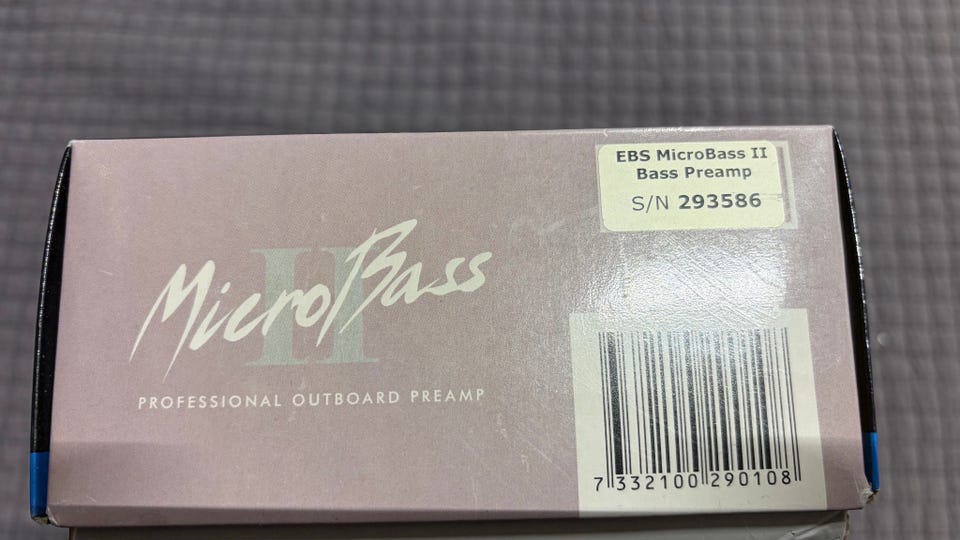 EBS MicroBass II
Bass Preamp
S/N 293586
MicroBass
II
PROFESSIONAL OUTBOARD PREAMP
7 332100 290108